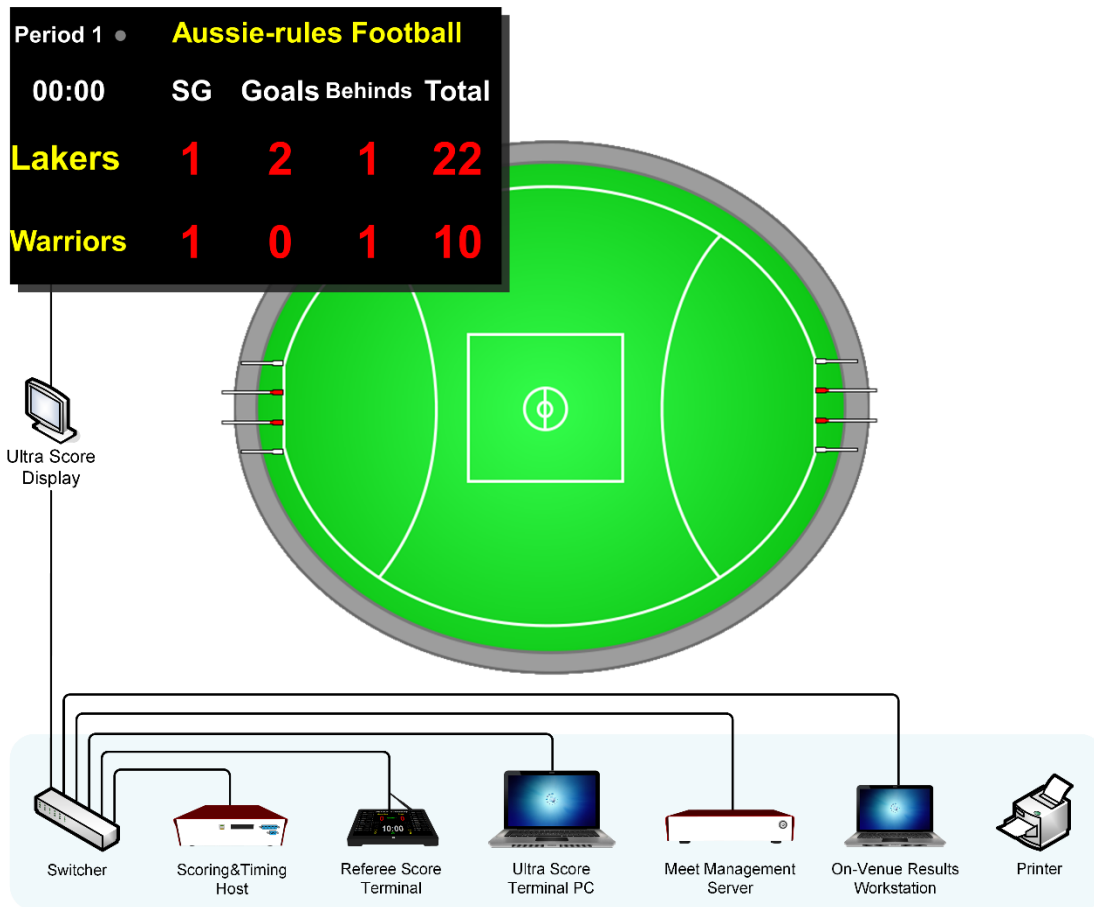 Period 1 Aussie-rules Football
00:00 SG Goals Behinds Total
Lakers 1 2 1 22
Warriors 1 0 1 10
Ultra Score
Display
10:00
Switcher
Scoring&Timing
Host
Referee Score
Terminal
Ultra Score
Terminal PC
Meet Management
Server
On-Venue Results
Workstation
Printer